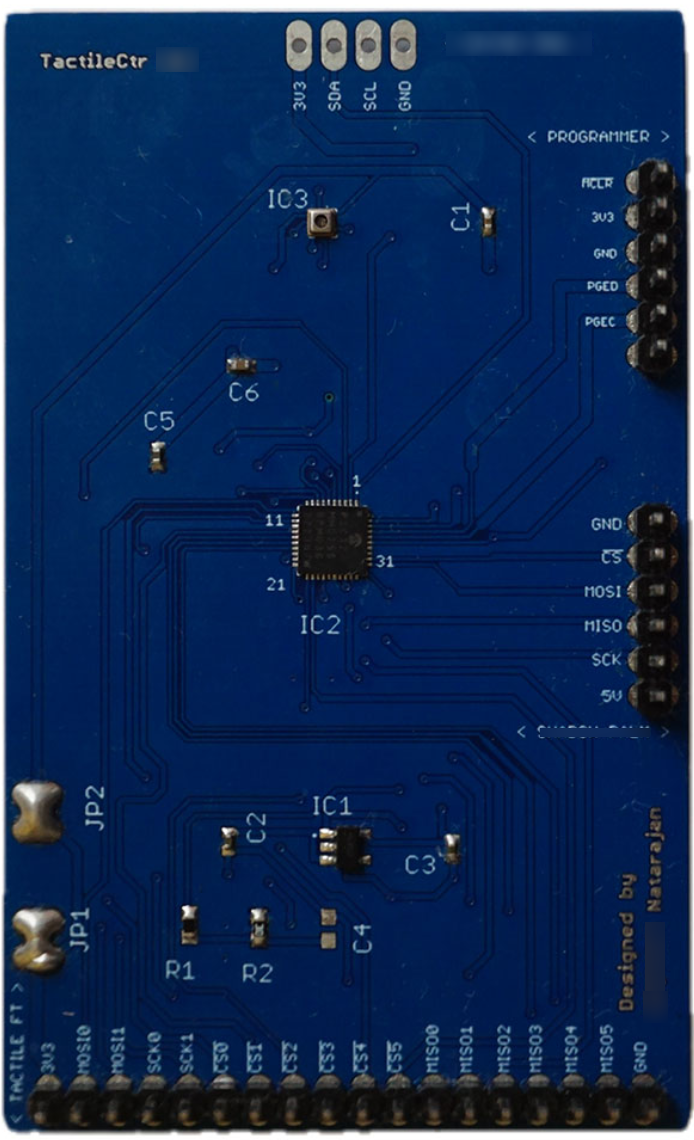 TactileCtr
3V3
SDA
SCL
GND
< PROGRAMMER >
MCLR
3V3
GND
PGED
PGEC
IC3
C1
C6
C5
1
11
31
21
IC2
GND
CS
MOSI
MISO
SCK
5V
< >
JP2
C2
IC1
C3
JP1
R1
R2
C4
Designed by
Natarajan
< TACTILE FT >
3V3
MOSI0
MOSI1
SCK0
SCK1
CS0
CS1
CS2
CS3
CS4
CS5
MISO0
MISO1
MISO2
MISO3
MISO4
MISO5
GND